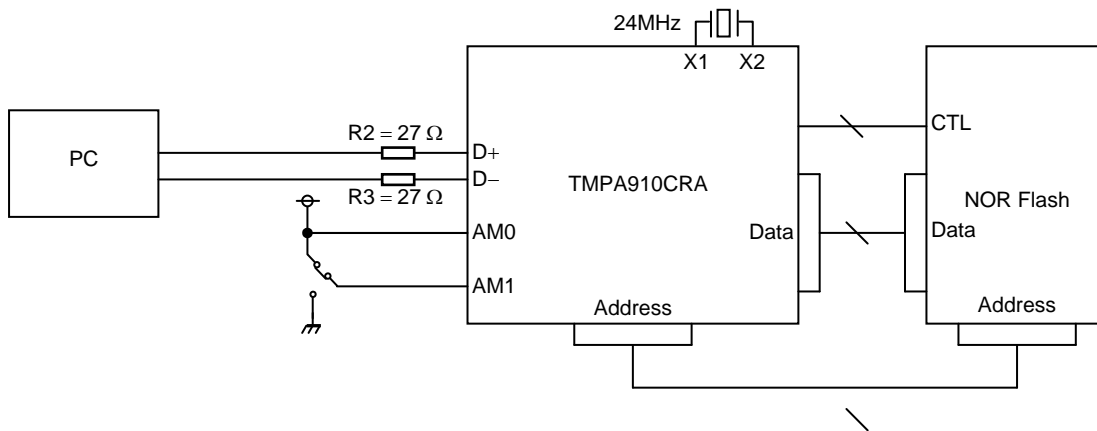 24MHz
X1 X2
PC
R2 = 27 Ω
D+
D−
R3 = 27 Ω
TMPA910CRA
CTL
NOR Flash
AM0
Data
Data
AM1
Address
Address